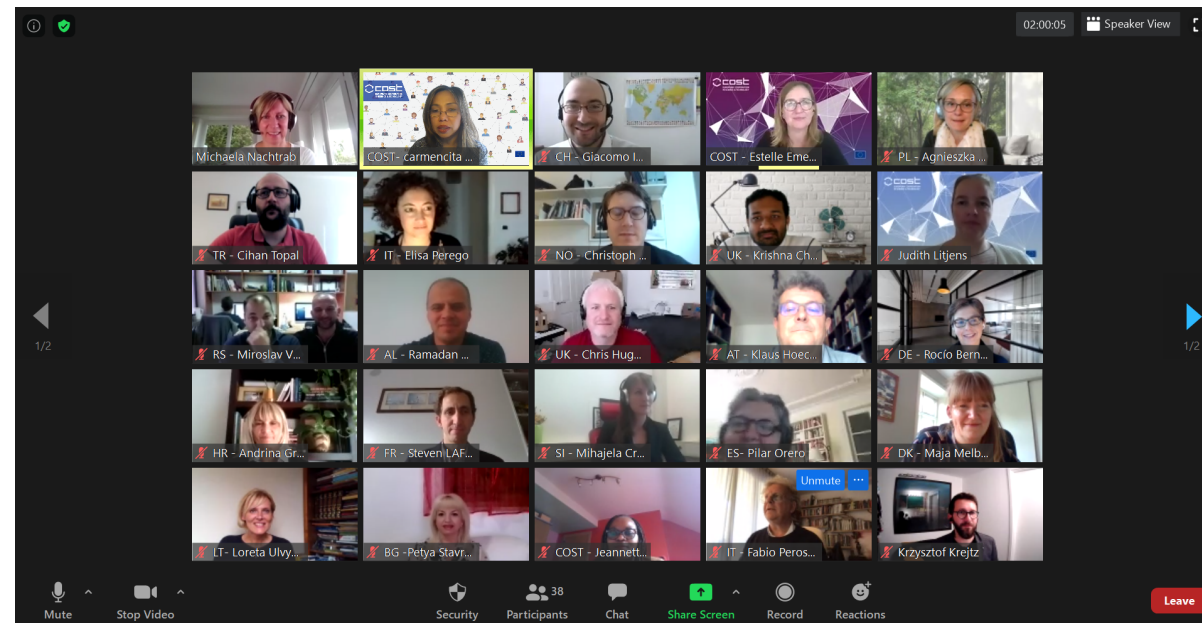 02:00:05 Speaker View
cost
cost
Michaela Nachtrab
COST- carmencita ...
CH - Giacomo I...
COST - Estelle Eme...
PL - Agnieszka ...
cost
TR - Cihan Topal
IT - Elisa Perego
NO - Christoph ...
UK - Krishna Ch...
Judith Litjens
1/2
RS - Miroslav V...
AL - Ramadan ...
UK - Chris Hug...
AT - Klaus Hoec...
DE - Rocío Bern...
1/2
HR - Andrina Gr...
FR - Steven LAF...
SI - Mihajela Cr...
ES- Pilar Orero
DK - Maja Melb...
Unmute ...
LT- Loreta Ulvy...
BG -Petya Stavr...
COST - Jeannett...
IT - Fabio Peros...
Krzysztof Krejtz
38
Mute
Stop Video
Security
Participants
Chat
Share Screen
Record
Reactions
Leave